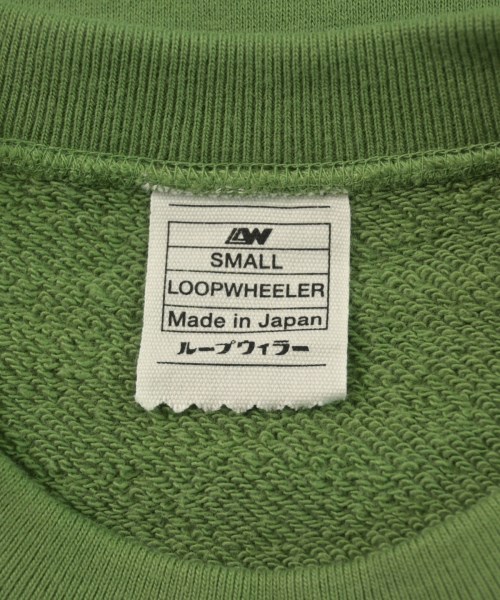 LW
SMALL
LOOPWHEELER
Made in Japan
ループウィラー